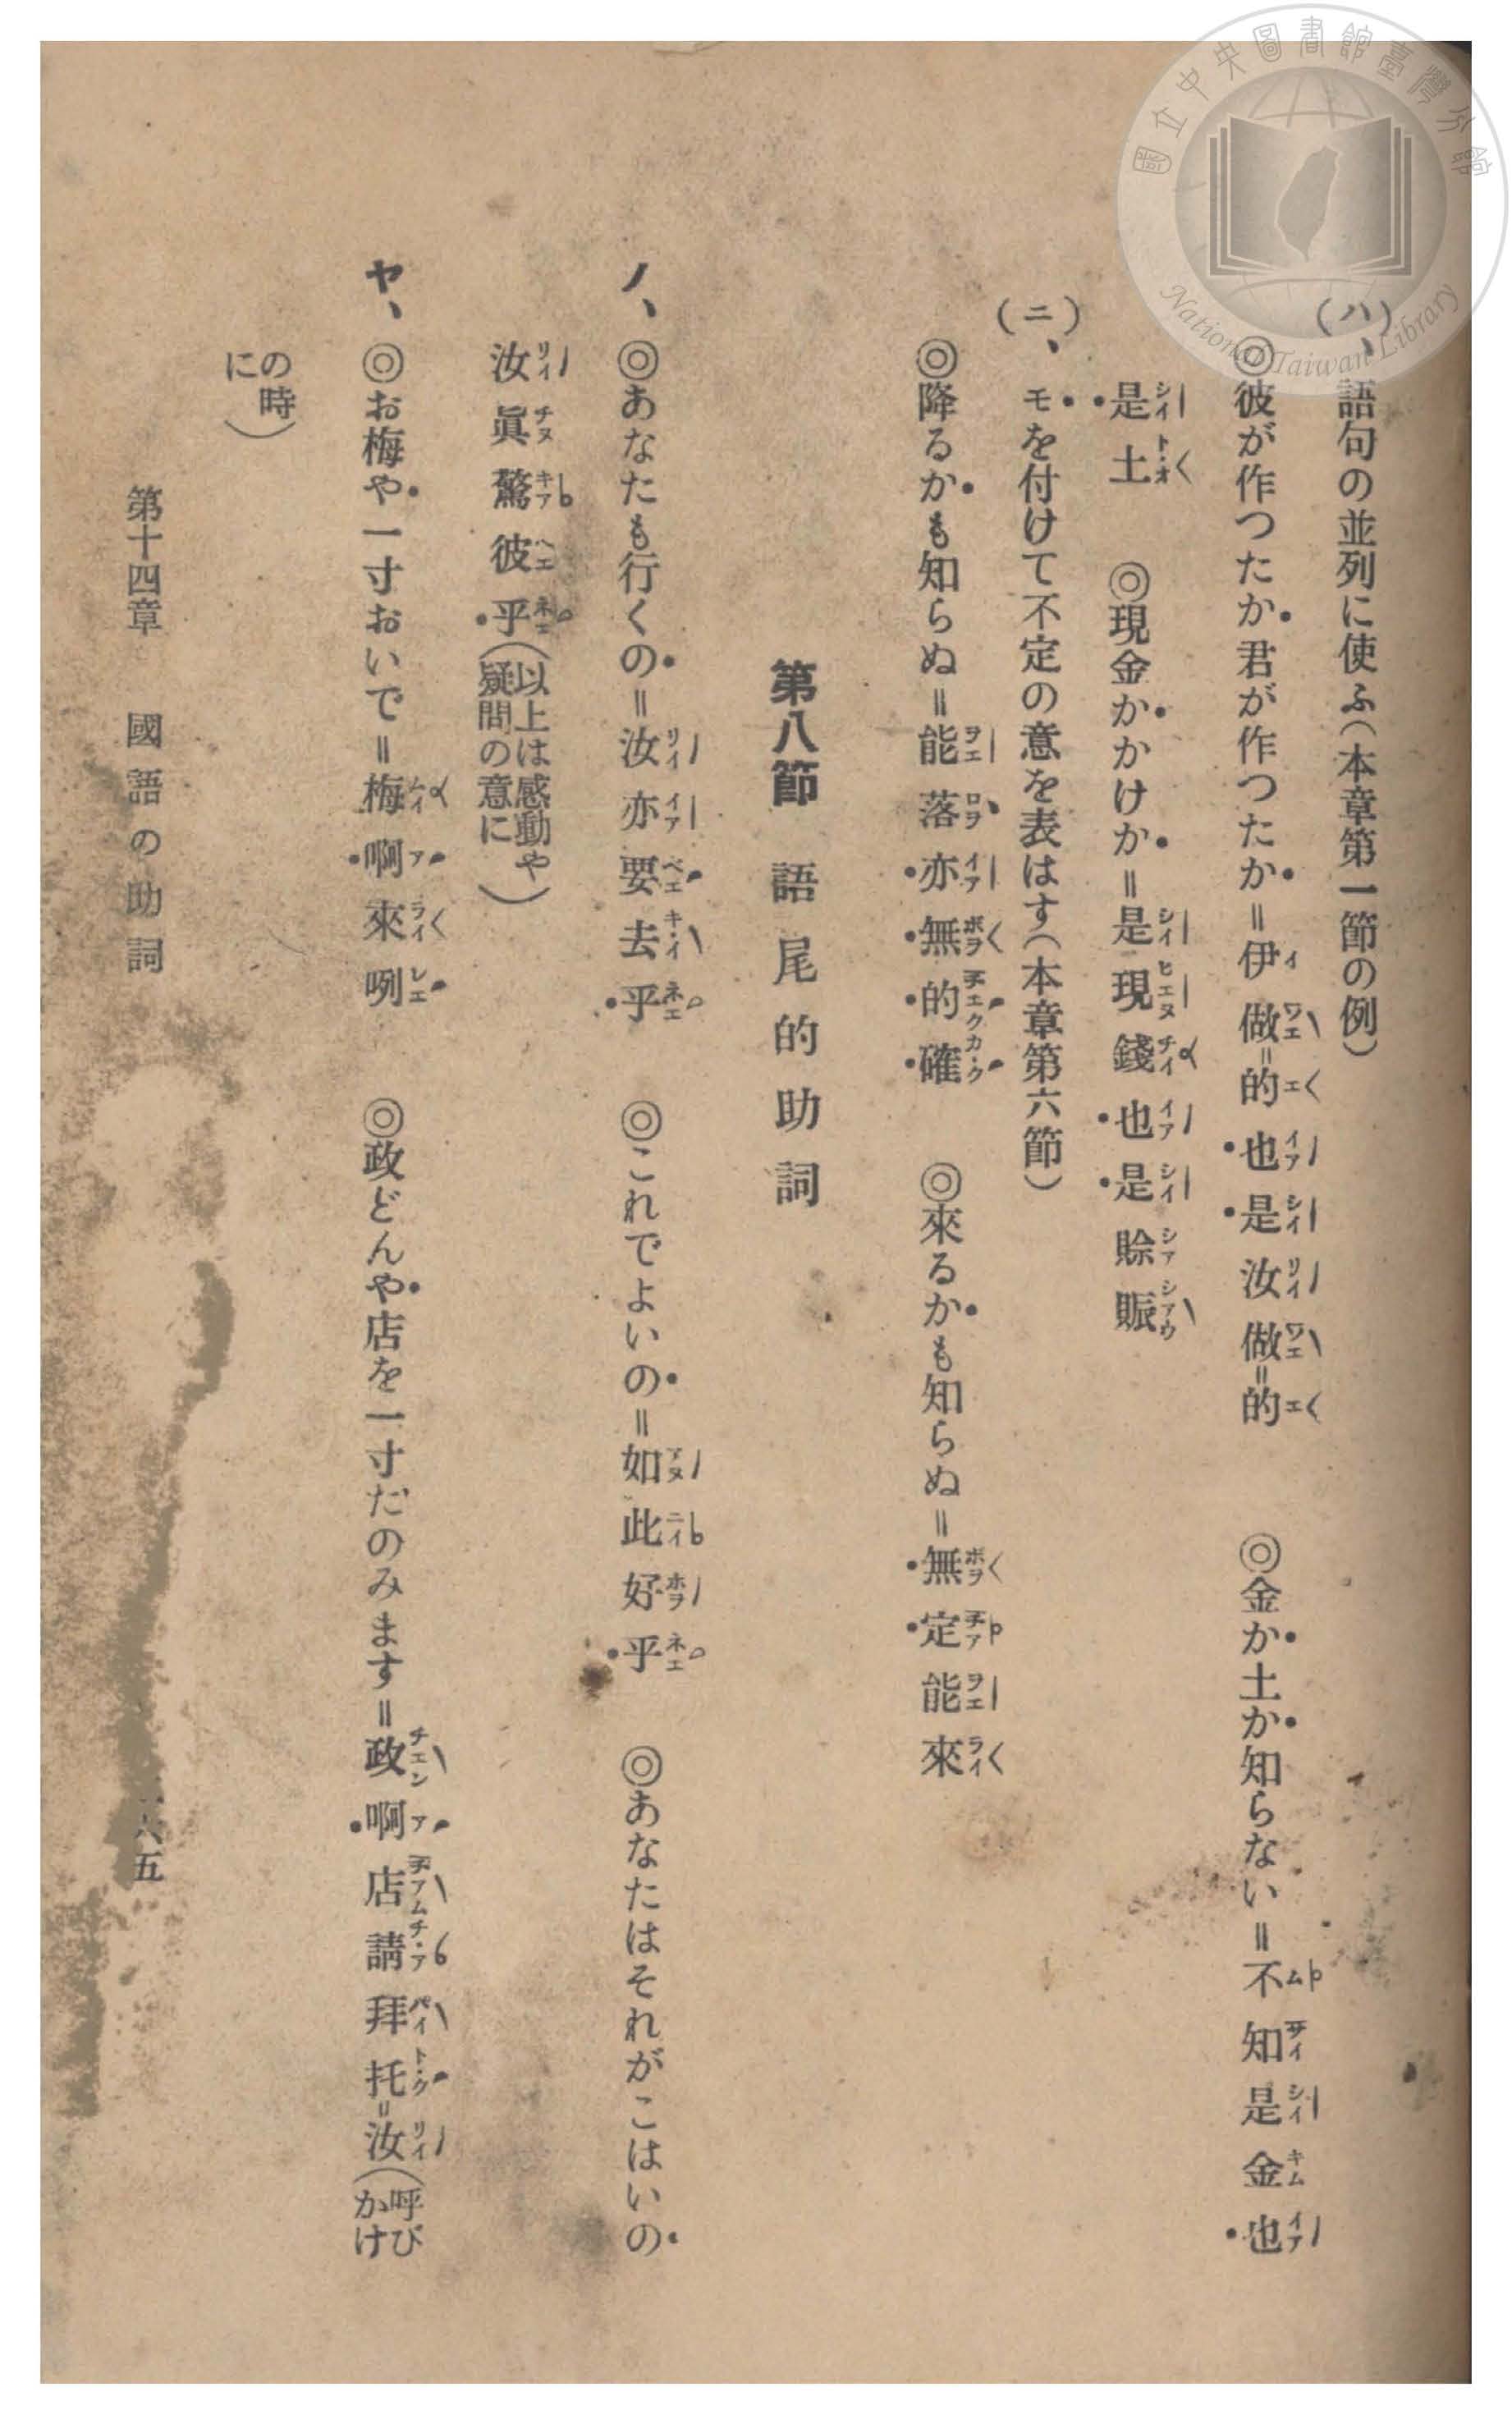 國立中央圖書館臺灣分館
National Taiwan Library
(ハ)、語句の並列に使ふ(本章第一節の例)
◎彼が作つたか君が作つたか=伊做=的也是汝做=的 ◎金か土か知らない=不知是金也
是土 ◎現金かかけか=是現錢也是賖賬
(ニ)、モを付けて不定の意を表はす(本章第六節)
◎降るかも知らぬ=能落亦無的確 ◎來るかも知らぬ=無定能來
第八節 語尾的助詞
ノ、◎あなたも行くの=汝亦要去乎 ◎これでよいの=如此好乎 ◎あなたはそれがこはいの
汝眞驚彼乎(以上は感動や疑問の意に)
ヤ、◎お梅や一寸おいで=梅啊來咧 ◎政どんや店を一寸たのみます=政啊店請拜托=汝(呼びかけ
の時に)
第十四章 國語の助詞
六五